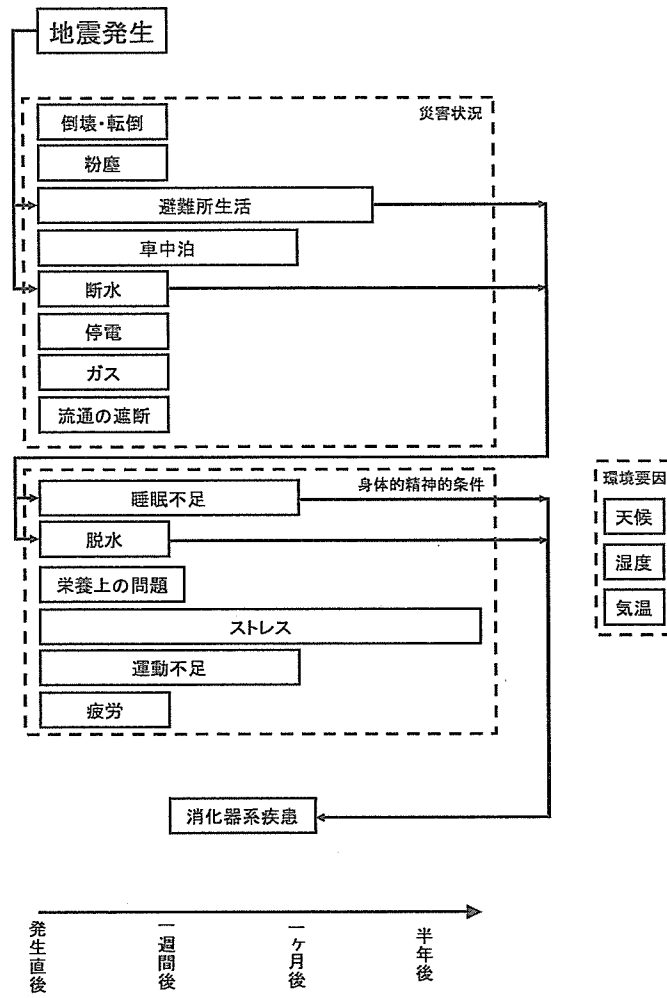 地震発生
災害状況
倒壊・転倒
粉塵
避難所生活
車中泊
断水
停電
ガス
流通の遮断
身体的精神的条件
睡眠不足
脱水
栄養上の問題
ストレス
運動不足
疲労
環境要因
天候
湿度
気温
消化器系疾患
発生直後
一週間後
一ヶ月後
半年後